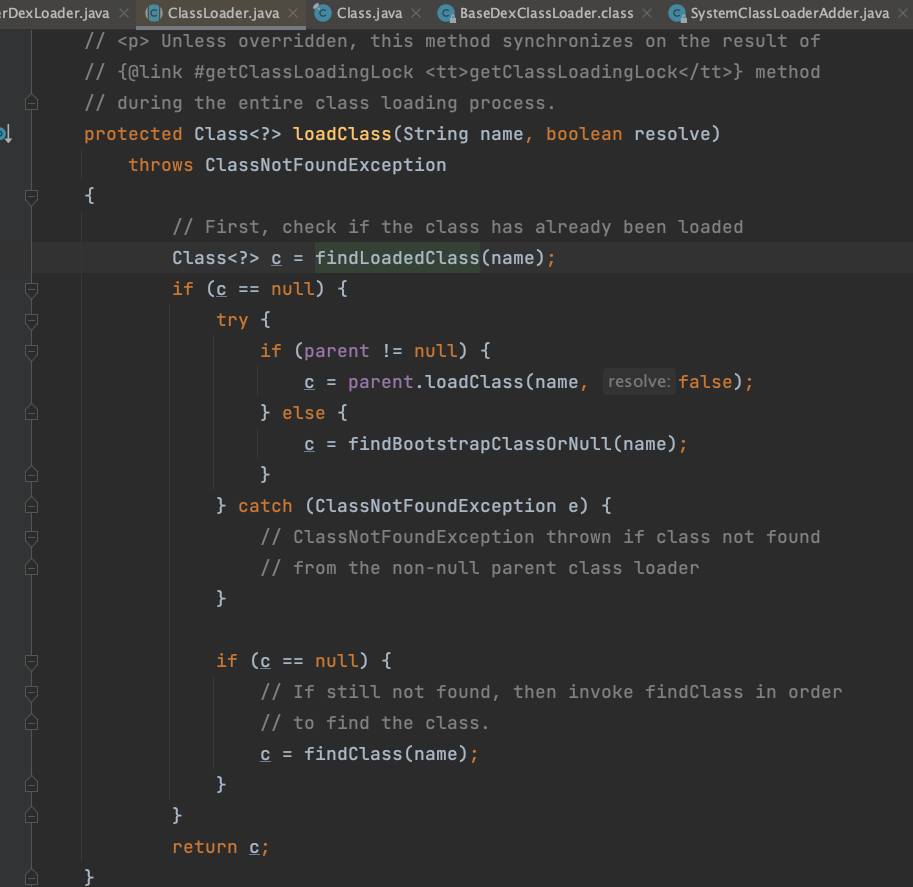 rDexLoader.java × ClassLoader.java × Class.java × BaseDexClassLoader.class × SystemClassLoaderAdder.java ×
// <p> Unless overridden, this method synchronizes on the result of
// {@link #getClassLoadingLock <tt>getClassLoadingLock</tt>} method
// during the entire class loading process.
protected Class<?> loadClass(String name, boolean resolve)
throws ClassNotFoundException
{
// First, check if the class has already been loaded
Class<?> c = findLoadedClass(name);
if (c == null) {
try {
if (parent != null) {
c = parent.loadClass(name, resolve: false);
} else {
c = findBootstrapClassOrNull(name);
}
} catch (ClassNotFoundException e) {
// ClassNotFoundException thrown if class not found
// from the non-null parent class loader
}
if (c == null) {
// If still not found, then invoke findClass in order
// to find the class.
c = findClass(name);
}
}
return c;
}